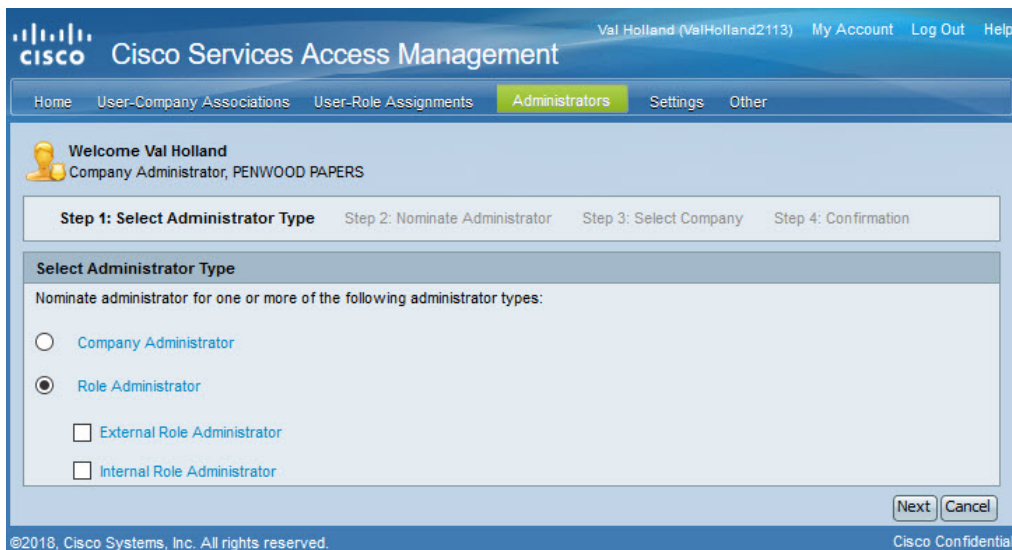 Val Holland (ValHolland2113) My Account Log Out Help
CISCO Cisco Services Access Management
Home User-Company Associations User-Role Assignments Administrators Settings Other
Welcome Val Holland
Company Administrator, PENWOOD PAPERS
Step 1: Select Administrator Type Step 2: Nominate Administrator Step 3: Select Company Step 4: Confirmation
Select Administrator Type
Nominate administrator for one or more of the following administrator types:
Company Administrator
Role Administrator
External Role Administrator
Internal Role Administrator
Next Cancel
©2018, Cisco Systems, Inc. All rights reserved. Cisco Confidential